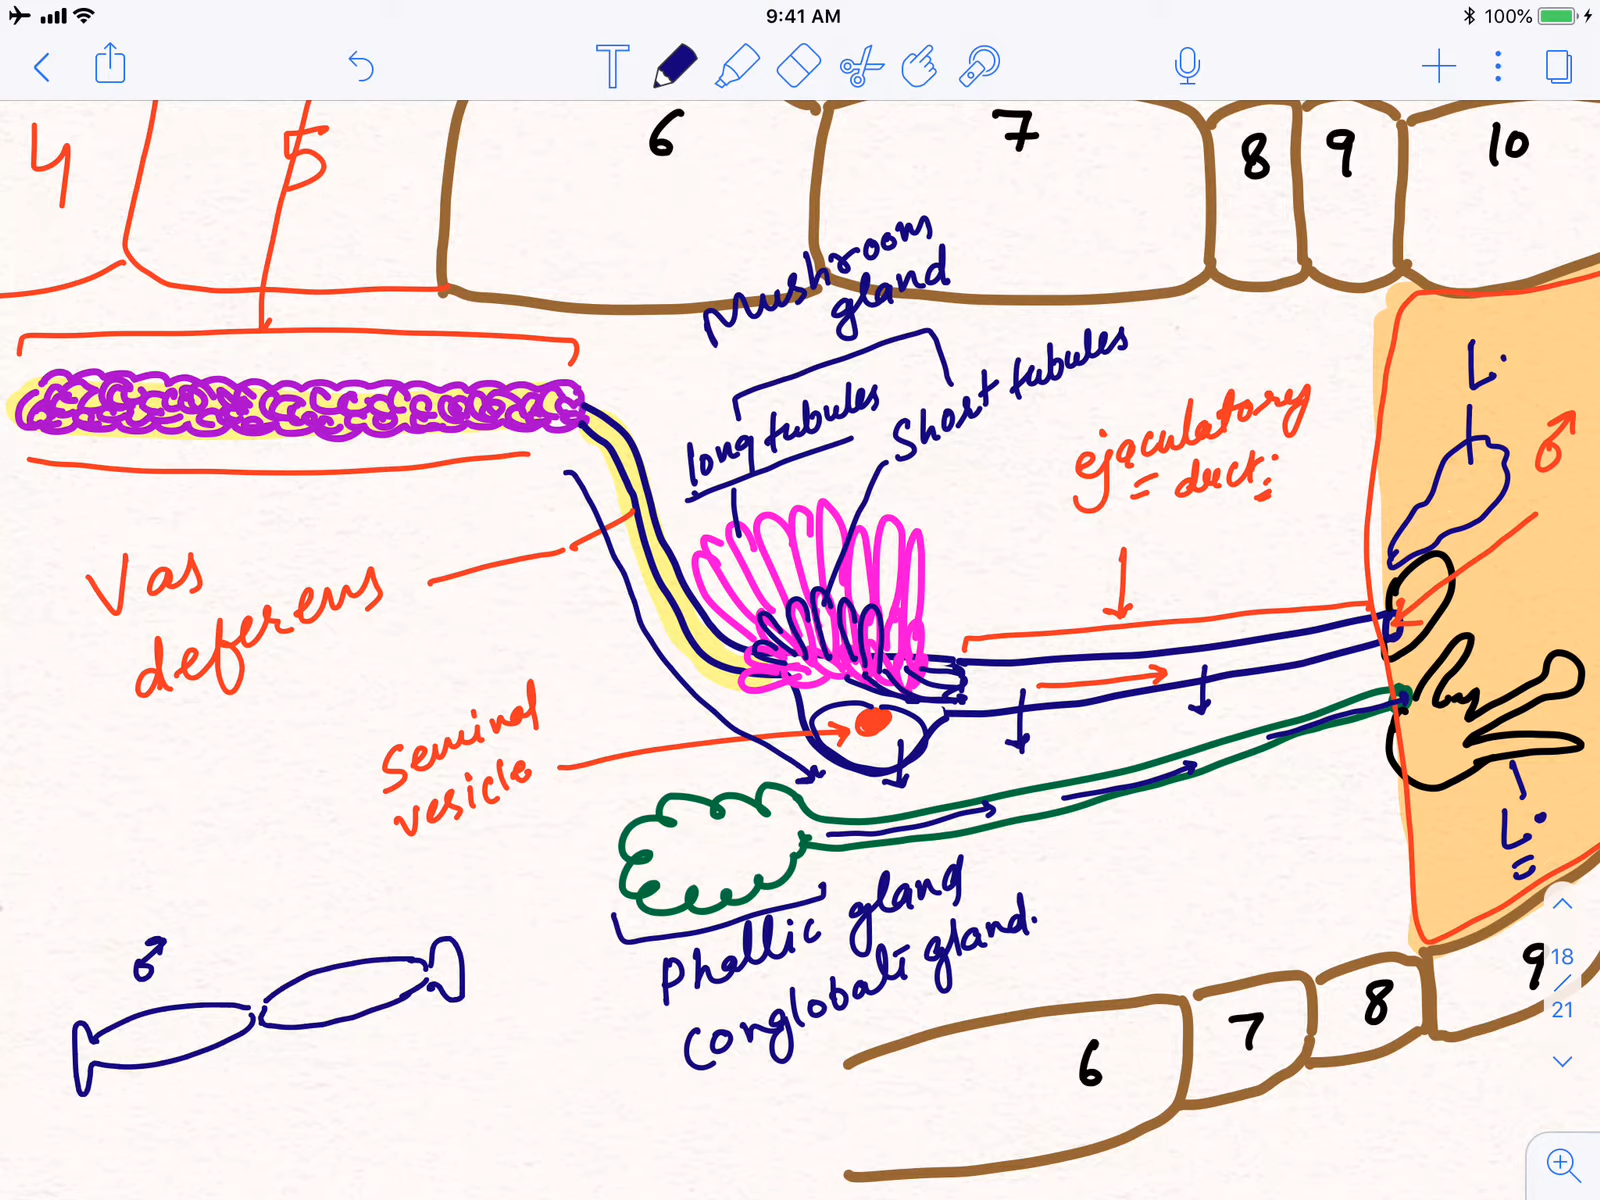 9:41 AM
100%
T
4
5
6
7
8
9
10
Mushroom
gland
long tubules
Short tubules
ejaculatory
duct
L.
♂
Vas
deferens
Seminal
vesicle
L.
Phallic gland
Conglobate gland.
♂
6
7
8
9
18
/
21